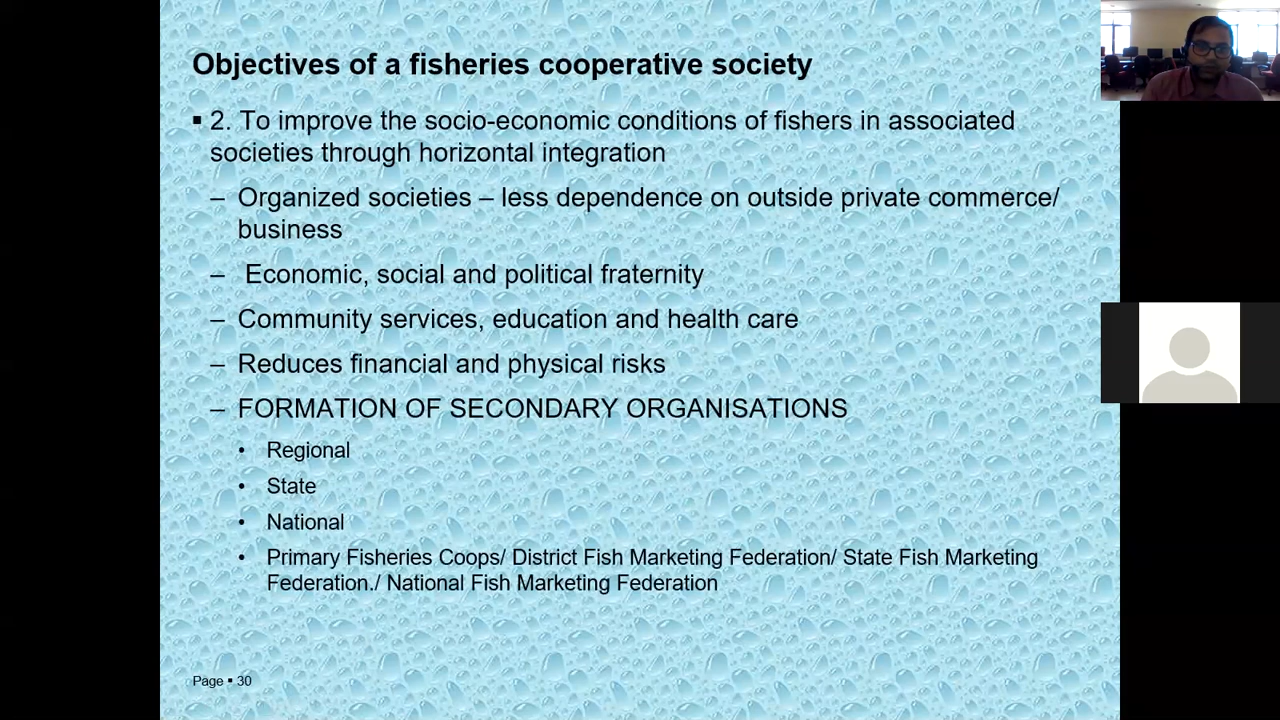 Objectives of a fisheries cooperative society
▪ 2. To improve the socio-economic conditions of fishers in associated
societies through horizontal integration
– Organized societies – less dependence on outside private commerce/
business
– Economic, social and political fraternity
– Community services, education and health care
– Reduces financial and physical risks
– FORMATION OF SECONDARY ORGANISATIONS
• Regional
• State
• National
• Primary Fisheries Coops/ District Fish Marketing Federation/ State Fish Marketing
Federation./ National Fish Marketing Federation
Page ▪ 30